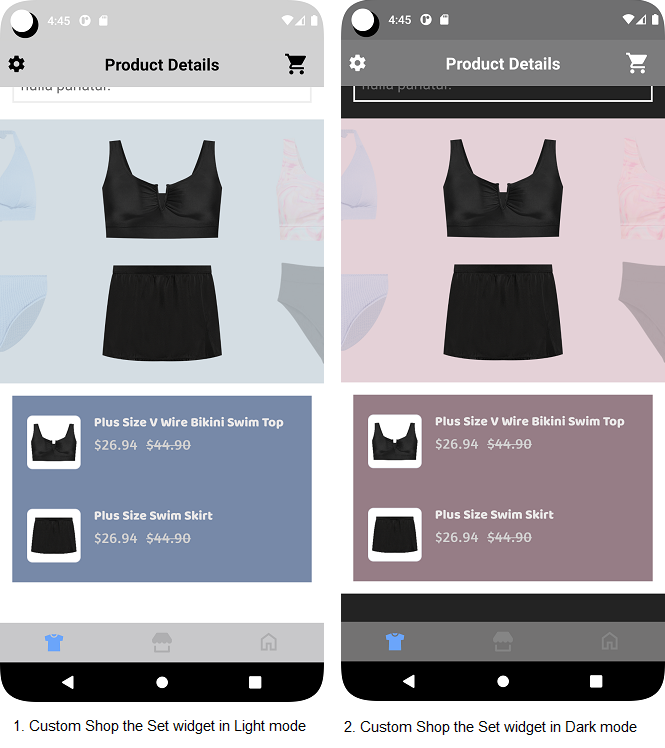 4:45
Product Details
nulla pariatur.
Plus Size V Wire Bikini Swim Top
$26.94 $44.90
Plus Size Swim Skirt
$26.94 $44.90
1. Custom Shop the Set widget in Light mode
4:45
Product Details
nulla pariatur.
Plus Size V Wire Bikini Swim Top
$26.94 $44.90
Plus Size Swim Skirt
$26.94 $44.90
2. Custom Shop the Set widget in Dark mode